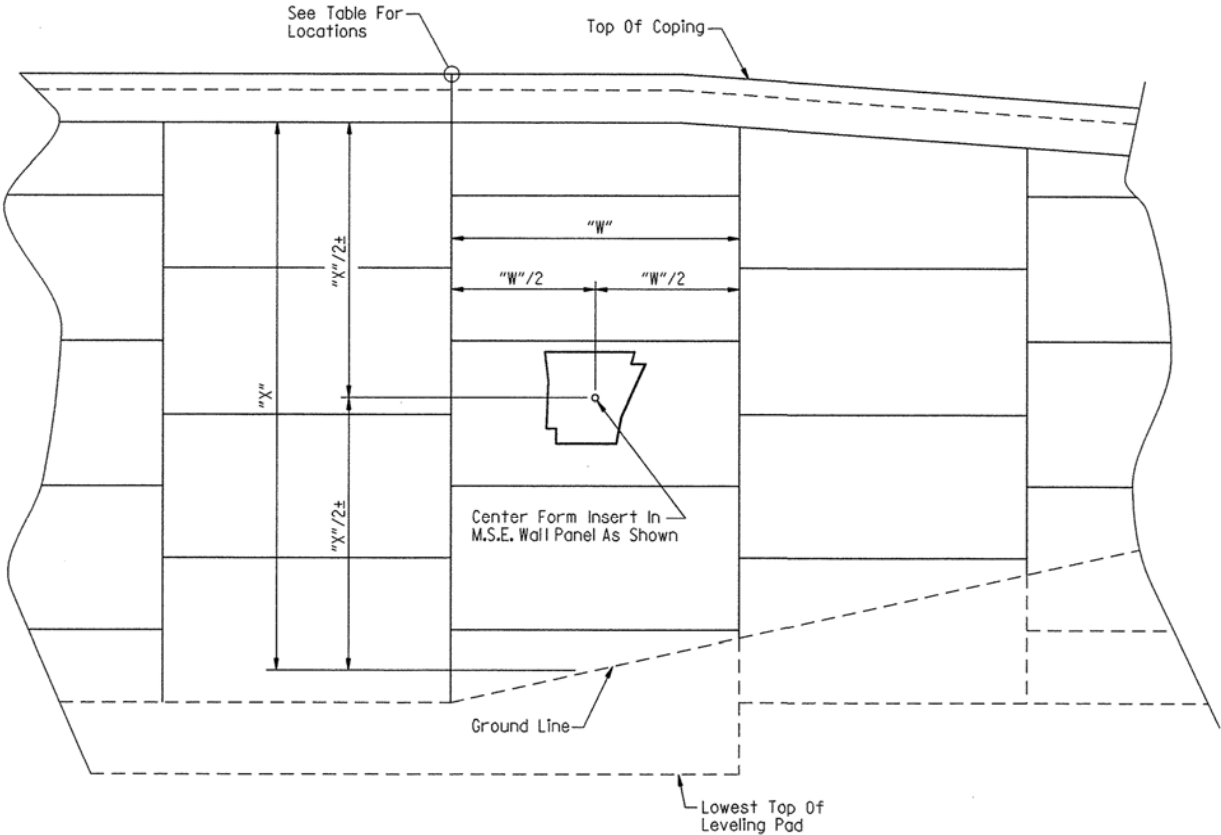 See Table For
Locations
Top Of Coping
"W"
"W"/2
"W"/2
"X"/2±
"X"
"X"/2±
Center Form Insert In
M.S.E. Wall Panel As Shown
Ground Line
Lowest Top Of
Leveling Pad